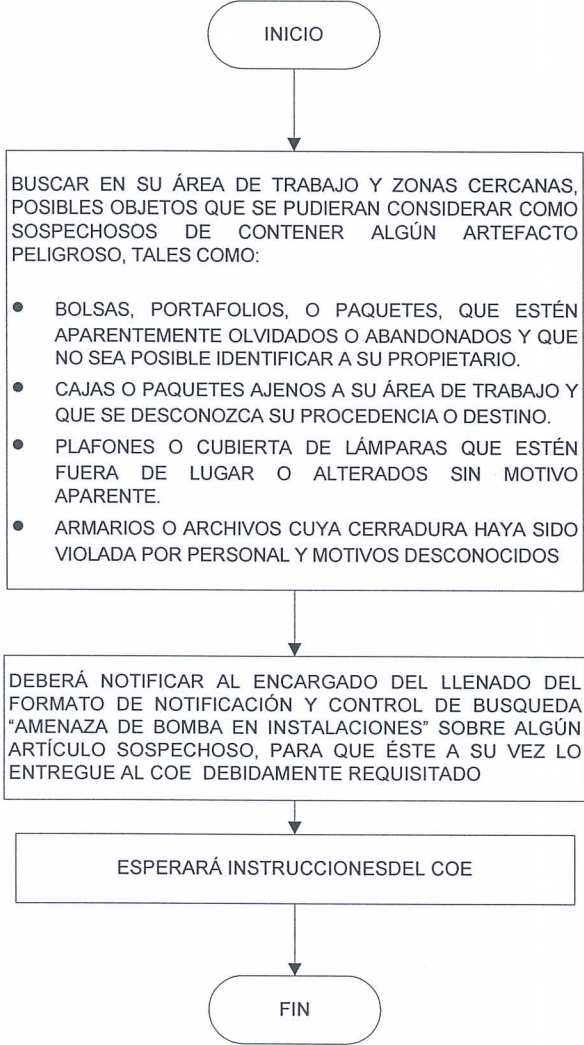 INICIO
BUSCAR EN SU ÁREA DE TRABAJO Y ZONAS CERCANAS,
POSIBLES OBJETOS QUE SE PUDIERAN CONSIDERAR COMO
SOSPECHOSOS DE CONTENER ALGÚN ARTEFACTO
PELIGROSO, TALES COMO:
● BOLSAS, PORTAFOLIOS, O PAQUETES, QUE ESTÉN
APARENTEMENTE OLVIDADOS O ABANDONADOS Y QUE
NO SEA POSIBLE IDENTIFICAR A SU PROPIETARIO.
● CAJAS O PAQUETES AJENOS A SU ÁREA DE TRABAJO Y
QUE SE DESCONOZCA SU PROCEDENCIA O DESTINO.
● PLAFONES O CUBIERTA DE LÁMPARAS QUE ESTÉN
FUERA DE LUGAR O ALTERADOS SIN MOTIVO
APARENTE.
● ARMARIOS O ARCHIVOS CUYA CERRADURA HAYA SIDO
VIOLADA POR PERSONAL Y MOTIVOS DESCONOCIDOS
DEBERÁ NOTIFICAR AL ENCARGADO DEL LLENADO DEL
FORMATO DE NOTIFICACIÓN Y CONTROL DE BUSQUEDA
“AMENAZA DE BOMBA EN INSTALACIONES” SOBRE ALGÚN
ARTÍCULO SOSPECHOSO, PARA QUE ÉSTE A SU VEZ LO
ENTREGUE AL COE DEBIDAMENTE REQUISITADO
ESPERARÁ INSTRUCCIONESDEL COE
FIN